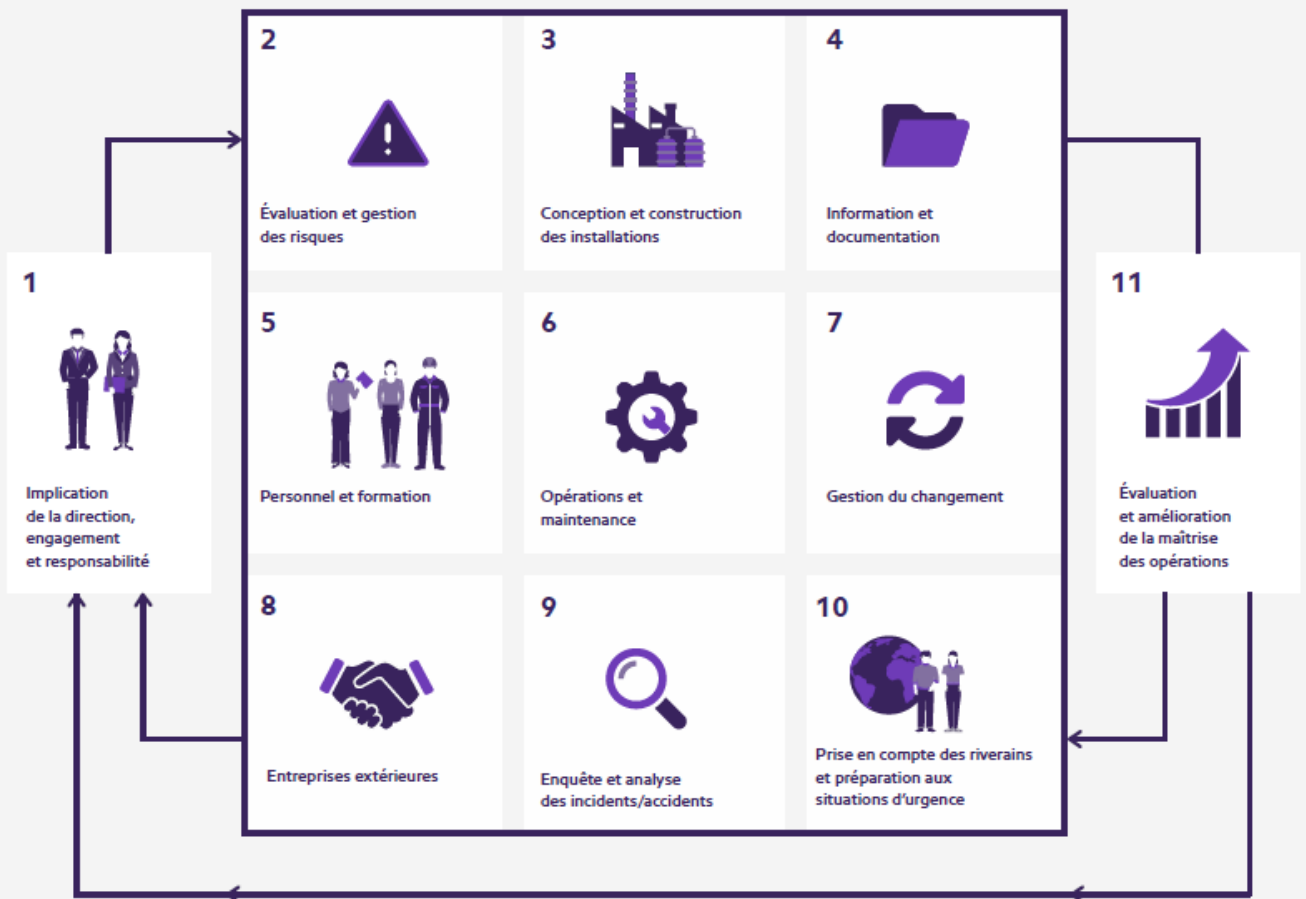 1
Implication
de la direction,
engagement
et responsabilité
2
Évaluation et gestion
des risques
3
Conception et construction
des installations
4
Information et
documentation
5
Personnel et formation
6
Opérations et
maintenance
7
Gestion du changement
8
Entreprises extérieures
9
Enquête et analyse
des incidents/accidents
10
Prise en compte des riverains
et préparation aux
situations d'urgence
11
Évaluation
et amélioration
de la maîtrise
des opérations